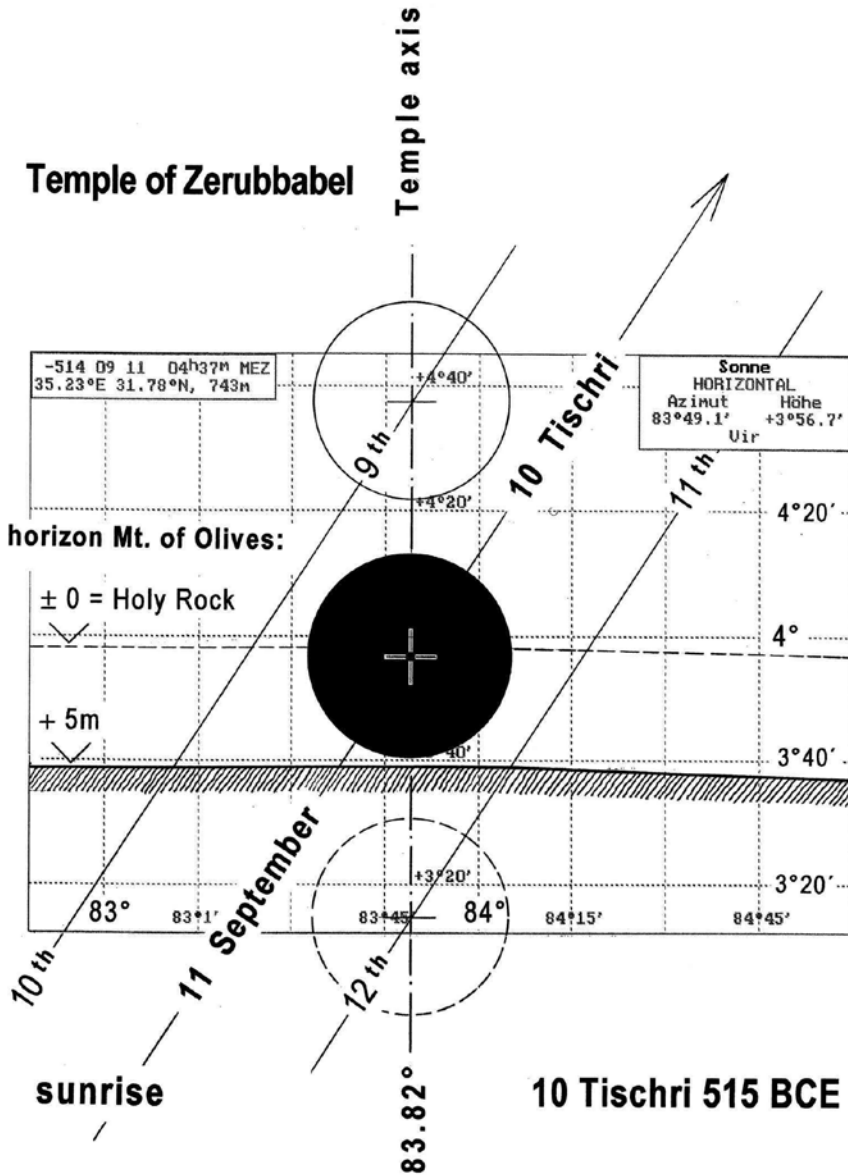 Temple axis
Temple of Zerubbabel
-514 09 11 04h37m MEZ
35.23°E 31.78°N, 743m
+4°40'
Sonne
HORIZONTAL
Azimut Höhe
83°49.1' +3°56.7'
Vir
9 th
10 Tischri
11 th
+4°20'
4°20'
horizon Mt. of Olives:
± 0 = Holy Rock
4°
+ 5m
40'
3°40'
+3°20'
3°20'
83°
83°1'
83°45'
84°
84°15'
84°45'
10 th
11 September
12 th
sunrise
83.82°
10 Tischri 515 BCE